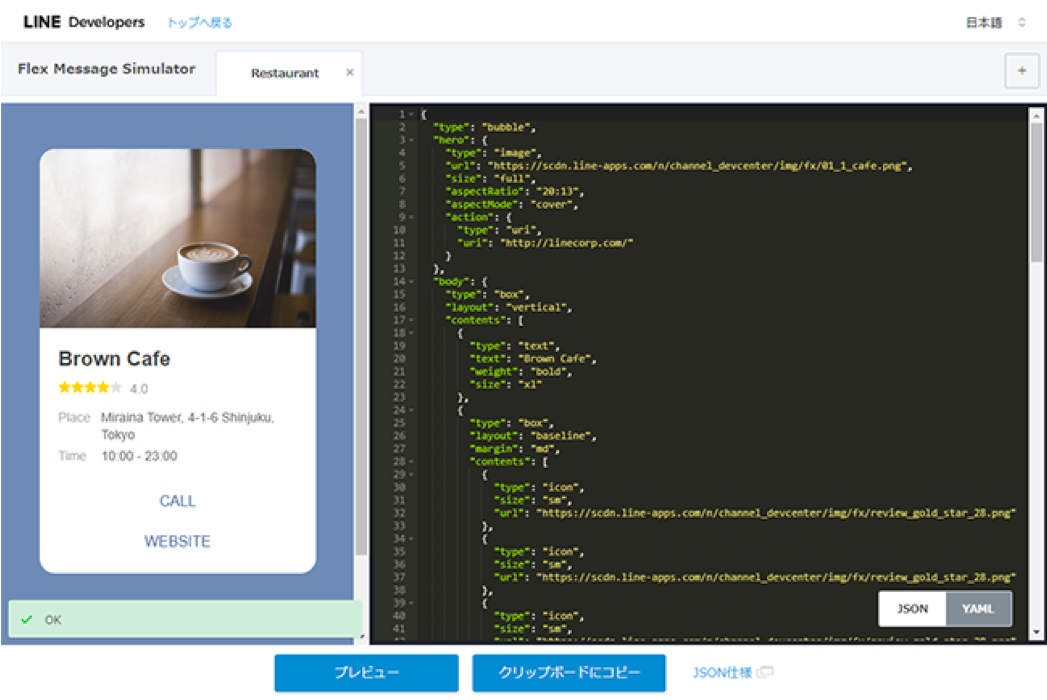 LINE Developers トップへ戻る 日本語
Flex Message Simulator Restaurant ×
+
Brown Cafe
4.0
Place Miraina Tower, 4-1-6 Shinjuku,
Tokyo
Time 10:00 - 23:00
CALL
WEBSITE
OK
1 {
2 "type": "bubble",
3 "hero": {
4 "type": "image",
5 "url": "https://scdn.line-apps.com/n/channel_devcenter/img/fx/01_1_cafe.png",
6 "size": "full",
7 "aspectRatio": "20:13",
8 "aspectMode": "cover",
9 "action": {
10 "type": "uri",
11 "uri": "http://linecorp.com/"
12 }
13 },
14 "body": {
15 "type": "box",
16 "layout": "vertical",
17 "contents": [
18 {
19 "type": "text",
20 "text": "Brown Cafe",
21 "weight": "bold",
22 "size": "xl"
23 },
24 {
25 "type": "box",
26 "layout": "baseline",
27 "margin": "md",
28 "contents": [
29 {
30 "type": "icon",
31 "size": "sm",
32 "url": "https://scdn.line-apps.com/n/channel_devcenter/img/fx/review_gold_star_28.png"
33 },
34 {
35 "type": "icon",
36 "size": "sm",
37 "url": "https://scdn.line-apps.com/n/channel_devcenter/img/fx/review_gold_star_28.png"
38 },
39 {
40 "type": "icon",
41 "size": "sm",
JSON YAML
プレビュー クリップボードにコピー JSON仕様